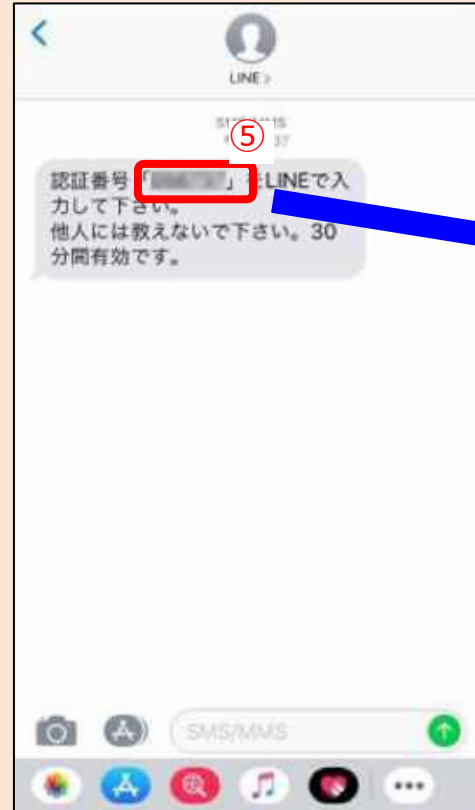 LINE >
⑤
認証番号「」をLINEで入
力して下さい。
他人には教えないで下さい。30
分間有効です。
SMS/MMS